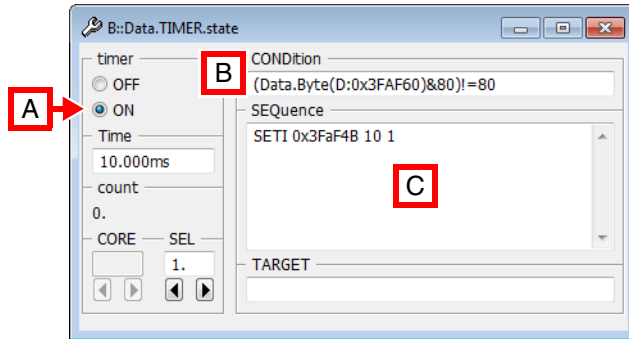 B::Data.TIMER.state
timer
OFF
ON
A
Time
10.000ms
count
0.
CORE
SEL
1.
B
CONDition
(Data.Byte(D:0x3FAF60)&80)!=80
SEQuence
SETI 0x3FaF4B 10 1
C
TARGET